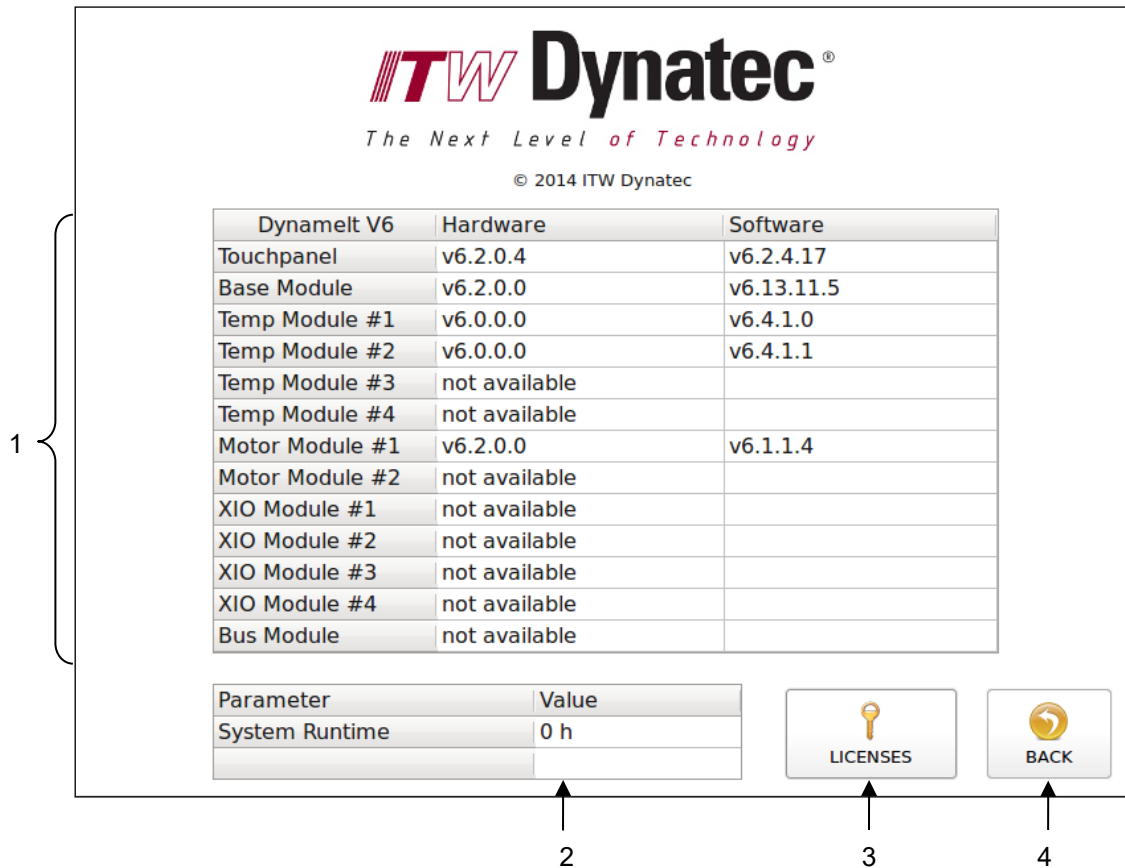 ITW Dynatec®
The Next Level of Technology
© 2014 ITW Dynatec
Dynamelt V6 Hardware Software
Touchpanel v6.2.0.4 v6.2.4.17
Base Module v6.2.0.0 v6.13.11.5
Temp Module #1 v6.0.0.0 v6.4.1.0
Temp Module #2 v6.0.0.0 v6.4.1.1
Temp Module #3 not available
Temp Module #4 not available
1
Motor Module #1 v6.2.0.0 v6.1.1.4
Motor Module #2 not available
XIO Module #1 not available
XIO Module #2 not available
XIO Module #3 not available
XIO Module #4 not available
Bus Module not available
Parameter Value
System Runtime 0 h
LICENSES BACK
2 3 4